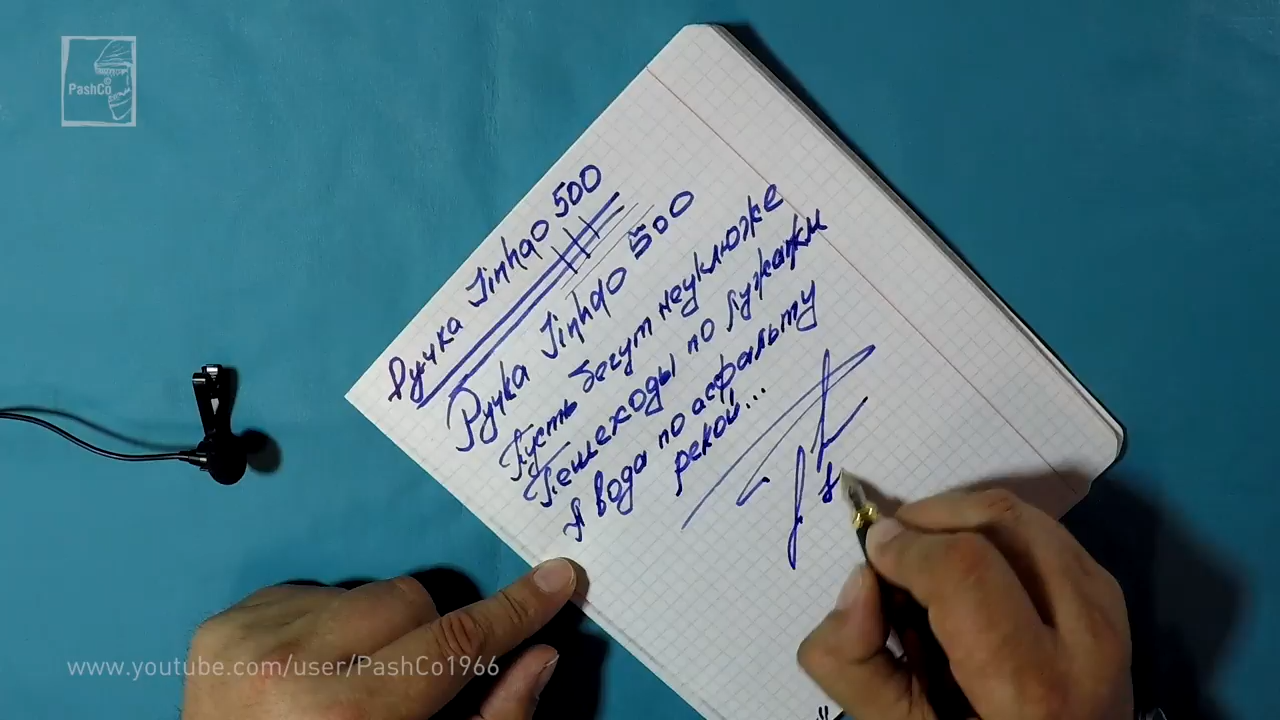 PashCo
Ручка Jinhao 500
Ручка Jinhao 500
Пусть бегут неуклюже
Пешеходы по лужам
А вода по асфальту
рекой...
www.youtube.com/user/PashCo1966